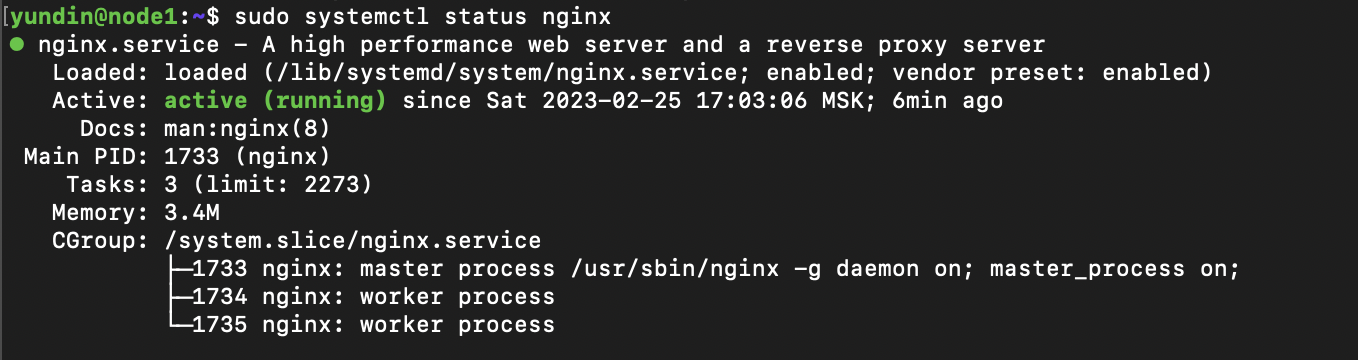 [yundin@node1:~$ sudo systemctl status nginx
● nginx.service - A high performance web server and a reverse proxy server
Loaded: loaded (/lib/systemd/system/nginx.service; enabled; vendor preset: enabled)
Active: active (running) since Sat 2023-02-25 17:03:06 MSK; 6min ago
Docs: man:nginx(8)
Main PID: 1733 (nginx)
Tasks: 3 (limit: 2273)
Memory: 3.4M
CGroup: /system.slice/nginx.service
├─1733 nginx: master process /usr/sbin/nginx -g daemon on; master_process on;
├─1734 nginx: worker process
└─1735 nginx: worker process